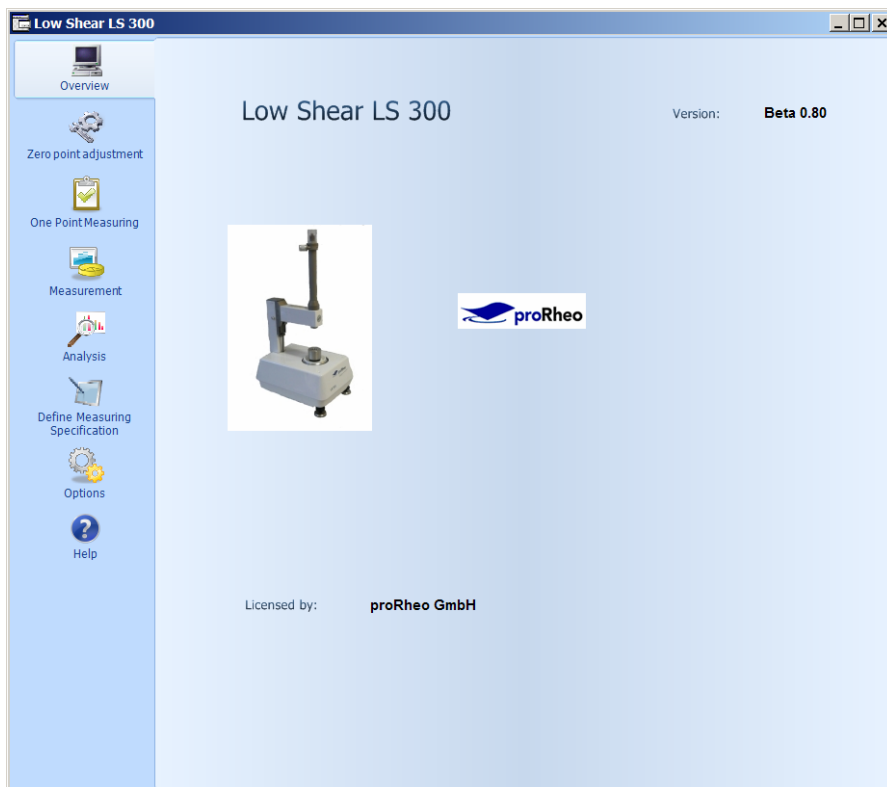 Low Shear LS 300
Overview
Zero point adjustment
One Point Measuring
Measurement
Analysis
Define Measuring
Specification
Options
Help
Low Shear LS 300
Version: Beta 0.80
proRheo
Licensed by: proRheo GmbH